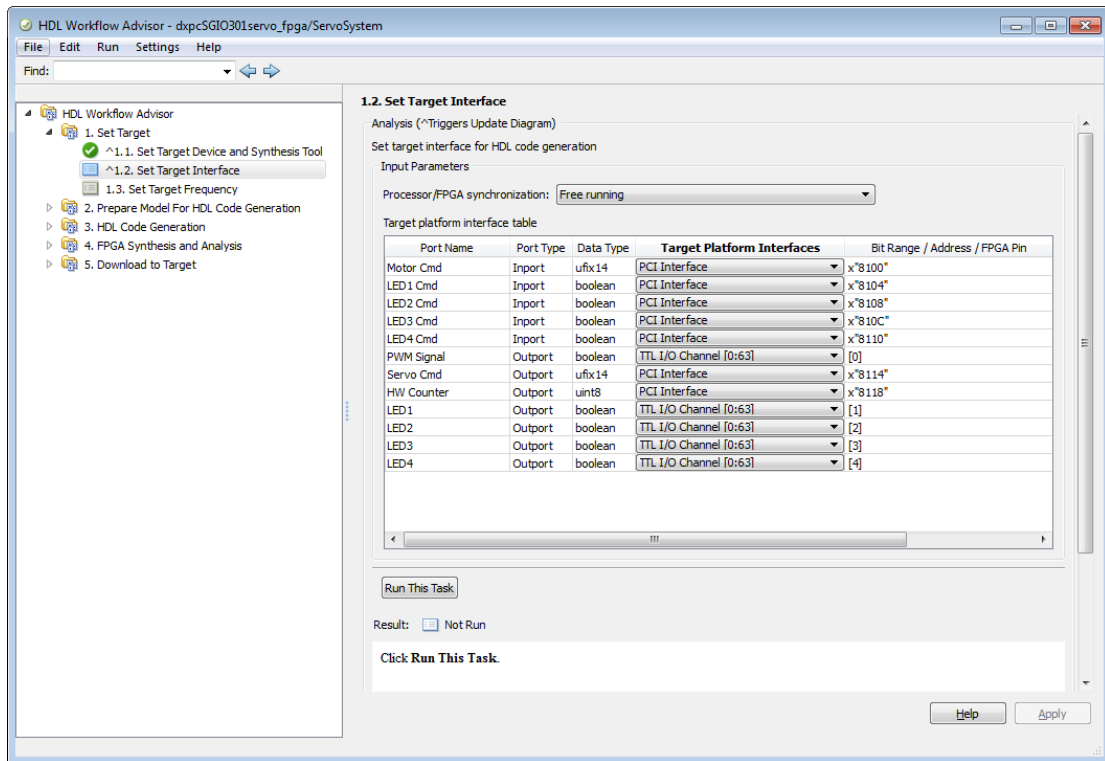 HDL Workflow Advisor - dxpcSGIO301servo_fpga/ServoSystem
File Edit Run Settings Help
Find:
HDL Workflow Advisor
1. Set Target
^1.1. Set Target Device and Synthesis Tool
^1.2. Set Target Interface
1.3. Set Target Frequency
2. Prepare Model For HDL Code Generation
3. HDL Code Generation
4. FPGA Synthesis and Analysis
5. Download to Target
1.2. Set Target Interface
Analysis (^Triggers Update Diagram)
Set target interface for HDL code generation
Input Parameters
Processor/FPGA synchronization: Free running
Target platform interface table
Port Name Port Type Data Type Target Platform Interfaces Bit Range / Address / FPGA Pin
Motor Cmd Inport ufix14 PCI Interface x"8100"
LED1 Cmd Inport boolean PCI Interface x"8104"
LED2 Cmd Inport boolean PCI Interface x"8108"
LED3 Cmd Inport boolean PCI Interface x"810C"
LED4 Cmd Inport boolean PCI Interface x"8110"
PWM Signal Outport boolean TTL I/O Channel [0:63] [0]
Servo Cmd Outport ufix14 PCI Interface x"8114"
HW Counter Outport uint8 PCI Interface x"8118"
LED1 Outport boolean TTL I/O Channel [0:63] [1]
LED2 Outport boolean TTL I/O Channel [0:63] [2]
LED3 Outport boolean TTL I/O Channel [0:63] [3]
LED4 Outport boolean TTL I/O Channel [0:63] [4]
Run This Task
Result: Not Run
Click Run This Task.
Help Apply